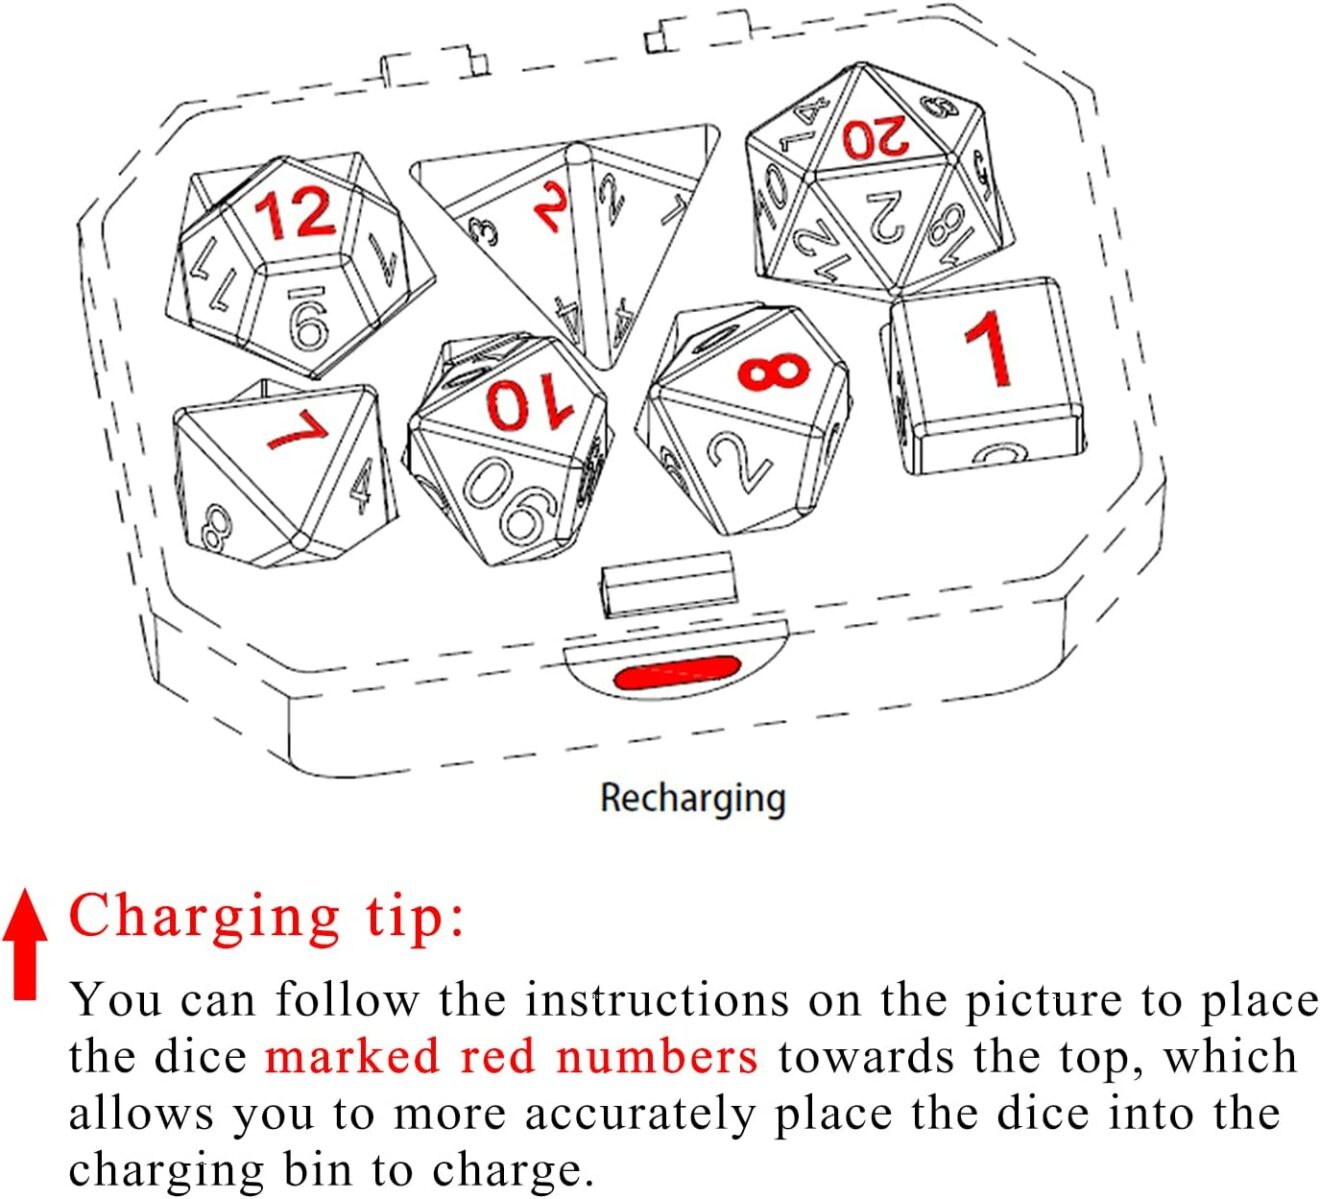 12
2
20
7
10
8
1
Recharging
Charging tip:
You can follow the instructions on the picture to place
the dice marked red numbers towards the top, which
allows you to more accurately place the dice into the
charging bin to charge.